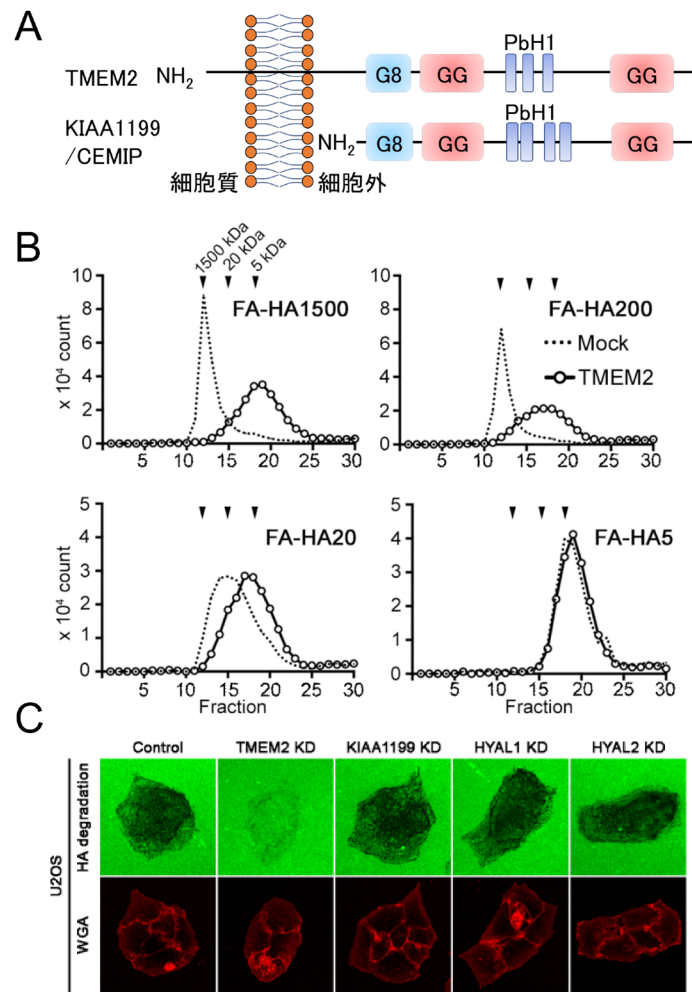 A
TMEM2 NH2 G8 GG PbH1 GG
KIAA1199
/CEMIP NH2 G8 GG PbH1 GG
細胞質 細胞外
B
1500 kDa 20 kDa 5 kDa
FA-HA1500
x 10⁴ count
10
8
6
4
2
0
5 10 15 20 25 30
FA-HA200
Mock
TMEM2
10
8
6
4
2
0
5 10 15 20 25 30
FA-HA20
x 10⁴ count
5
4
3
2
1
0
5 10 15 20 25 30
Fraction
FA-HA5
5
4
3
2
1
0
5 10 15 20 25 30
Fraction
C
Control TMEM2 KD KIAA1199 KD HYAL1 KD HYAL2 KD
U2OS
HA degradation
WGA